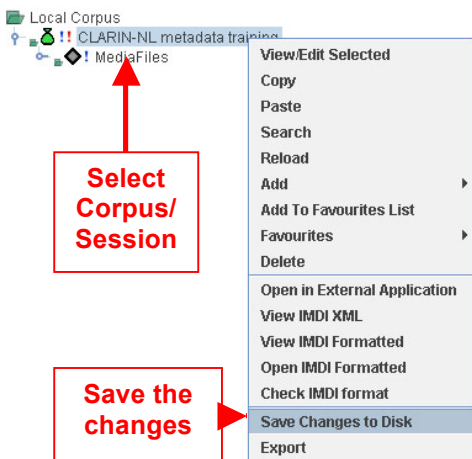 Local Corpus
!! CLARIN-NL metadata training
! MediaFiles
View/Edit Selected
Copy
Paste
Search
Reload
Add
Add To Favourites List
Favourites
Delete
Open in External Application
View IMDI XML
View IMDI Formatted
Open IMDI Formatted
Check IMDI format
Save Changes to Disk
Export
Select
Corpus/
Session
Save the
changes